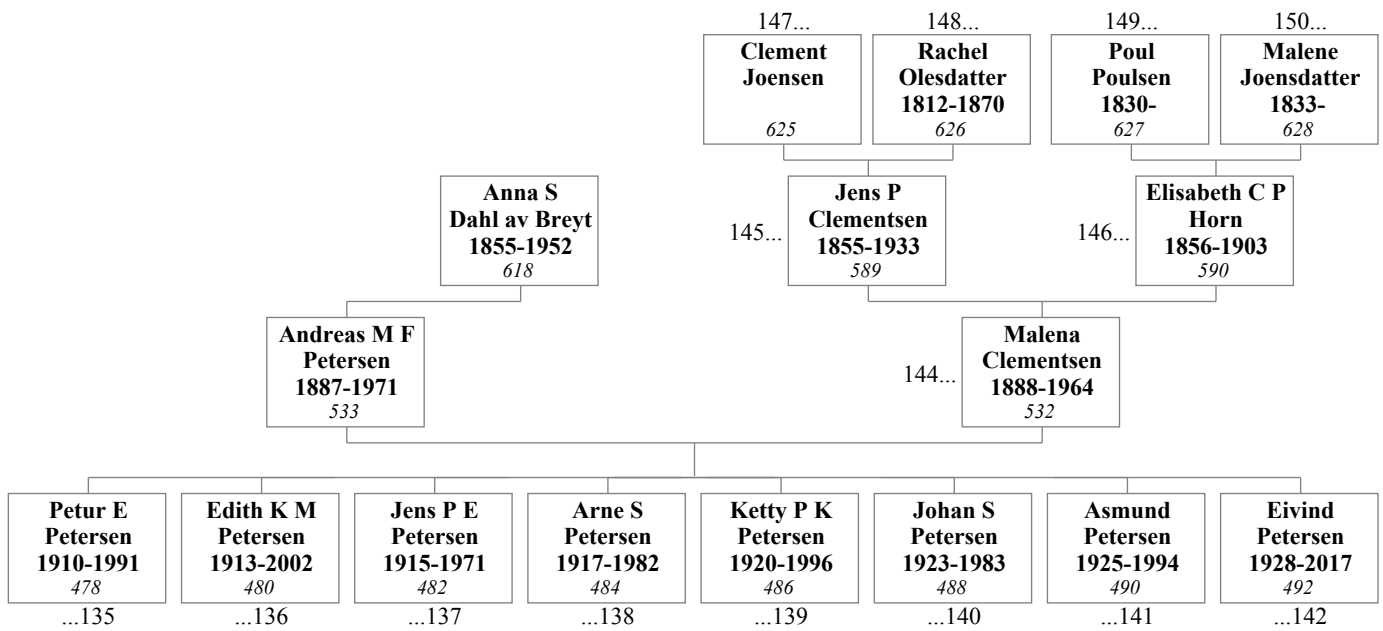 147...
148...
149...
150...
Clement
Joensen
625
Rachel
Olesdatter
1812-1870
626
Poul
Poulsen
1830-
627
Malene
Joensdatter
1833-
628
Anna S
Dahl av Breyt
1855-1952
618
145...
Jens P
Clementsen
1855-1933
589
146...
Elisabeth C P
Horn
1856-1903
590
Andreas M F
Petersen
1887-1971
533
144...
Malena
Clementsen
1888-1964
532
Petur E
Petersen
1910-1991
478
...135
Edith K M
Petersen
1913-2002
480
...136
Jens P E
Petersen
1915-1971
482
...137
Arne S
Petersen
1917-1982
484
...138
Ketty P K
Petersen
1920-1996
486
...139
Johan S
Petersen
1923-1983
488
...140
Asmund
Petersen
1925-1994
490
...141
Eivind
Petersen
1928-2017
492
...142